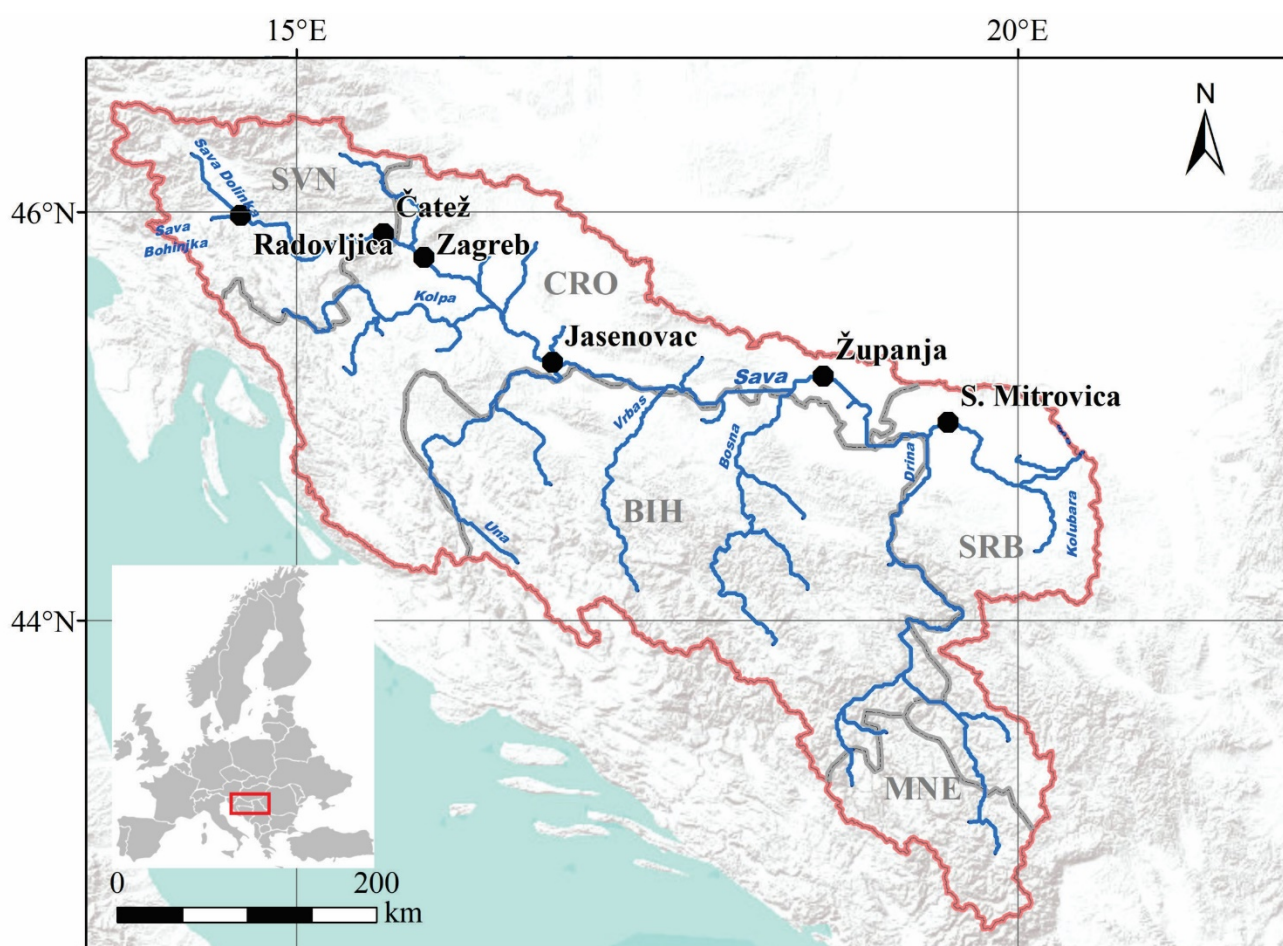 15°E
20°E
N
46°N
44°N
Sava Dolinka
SVN
Čatež
Sava
Bohinjka
Radovljica
Zagreb
CRO
Kolpa
Jasenovac
Županja
Sava
S. Mitrovica
Vrbas
Bosna
Drina
Kolubara
Una
BIH
SRB
MNE
0
200
km